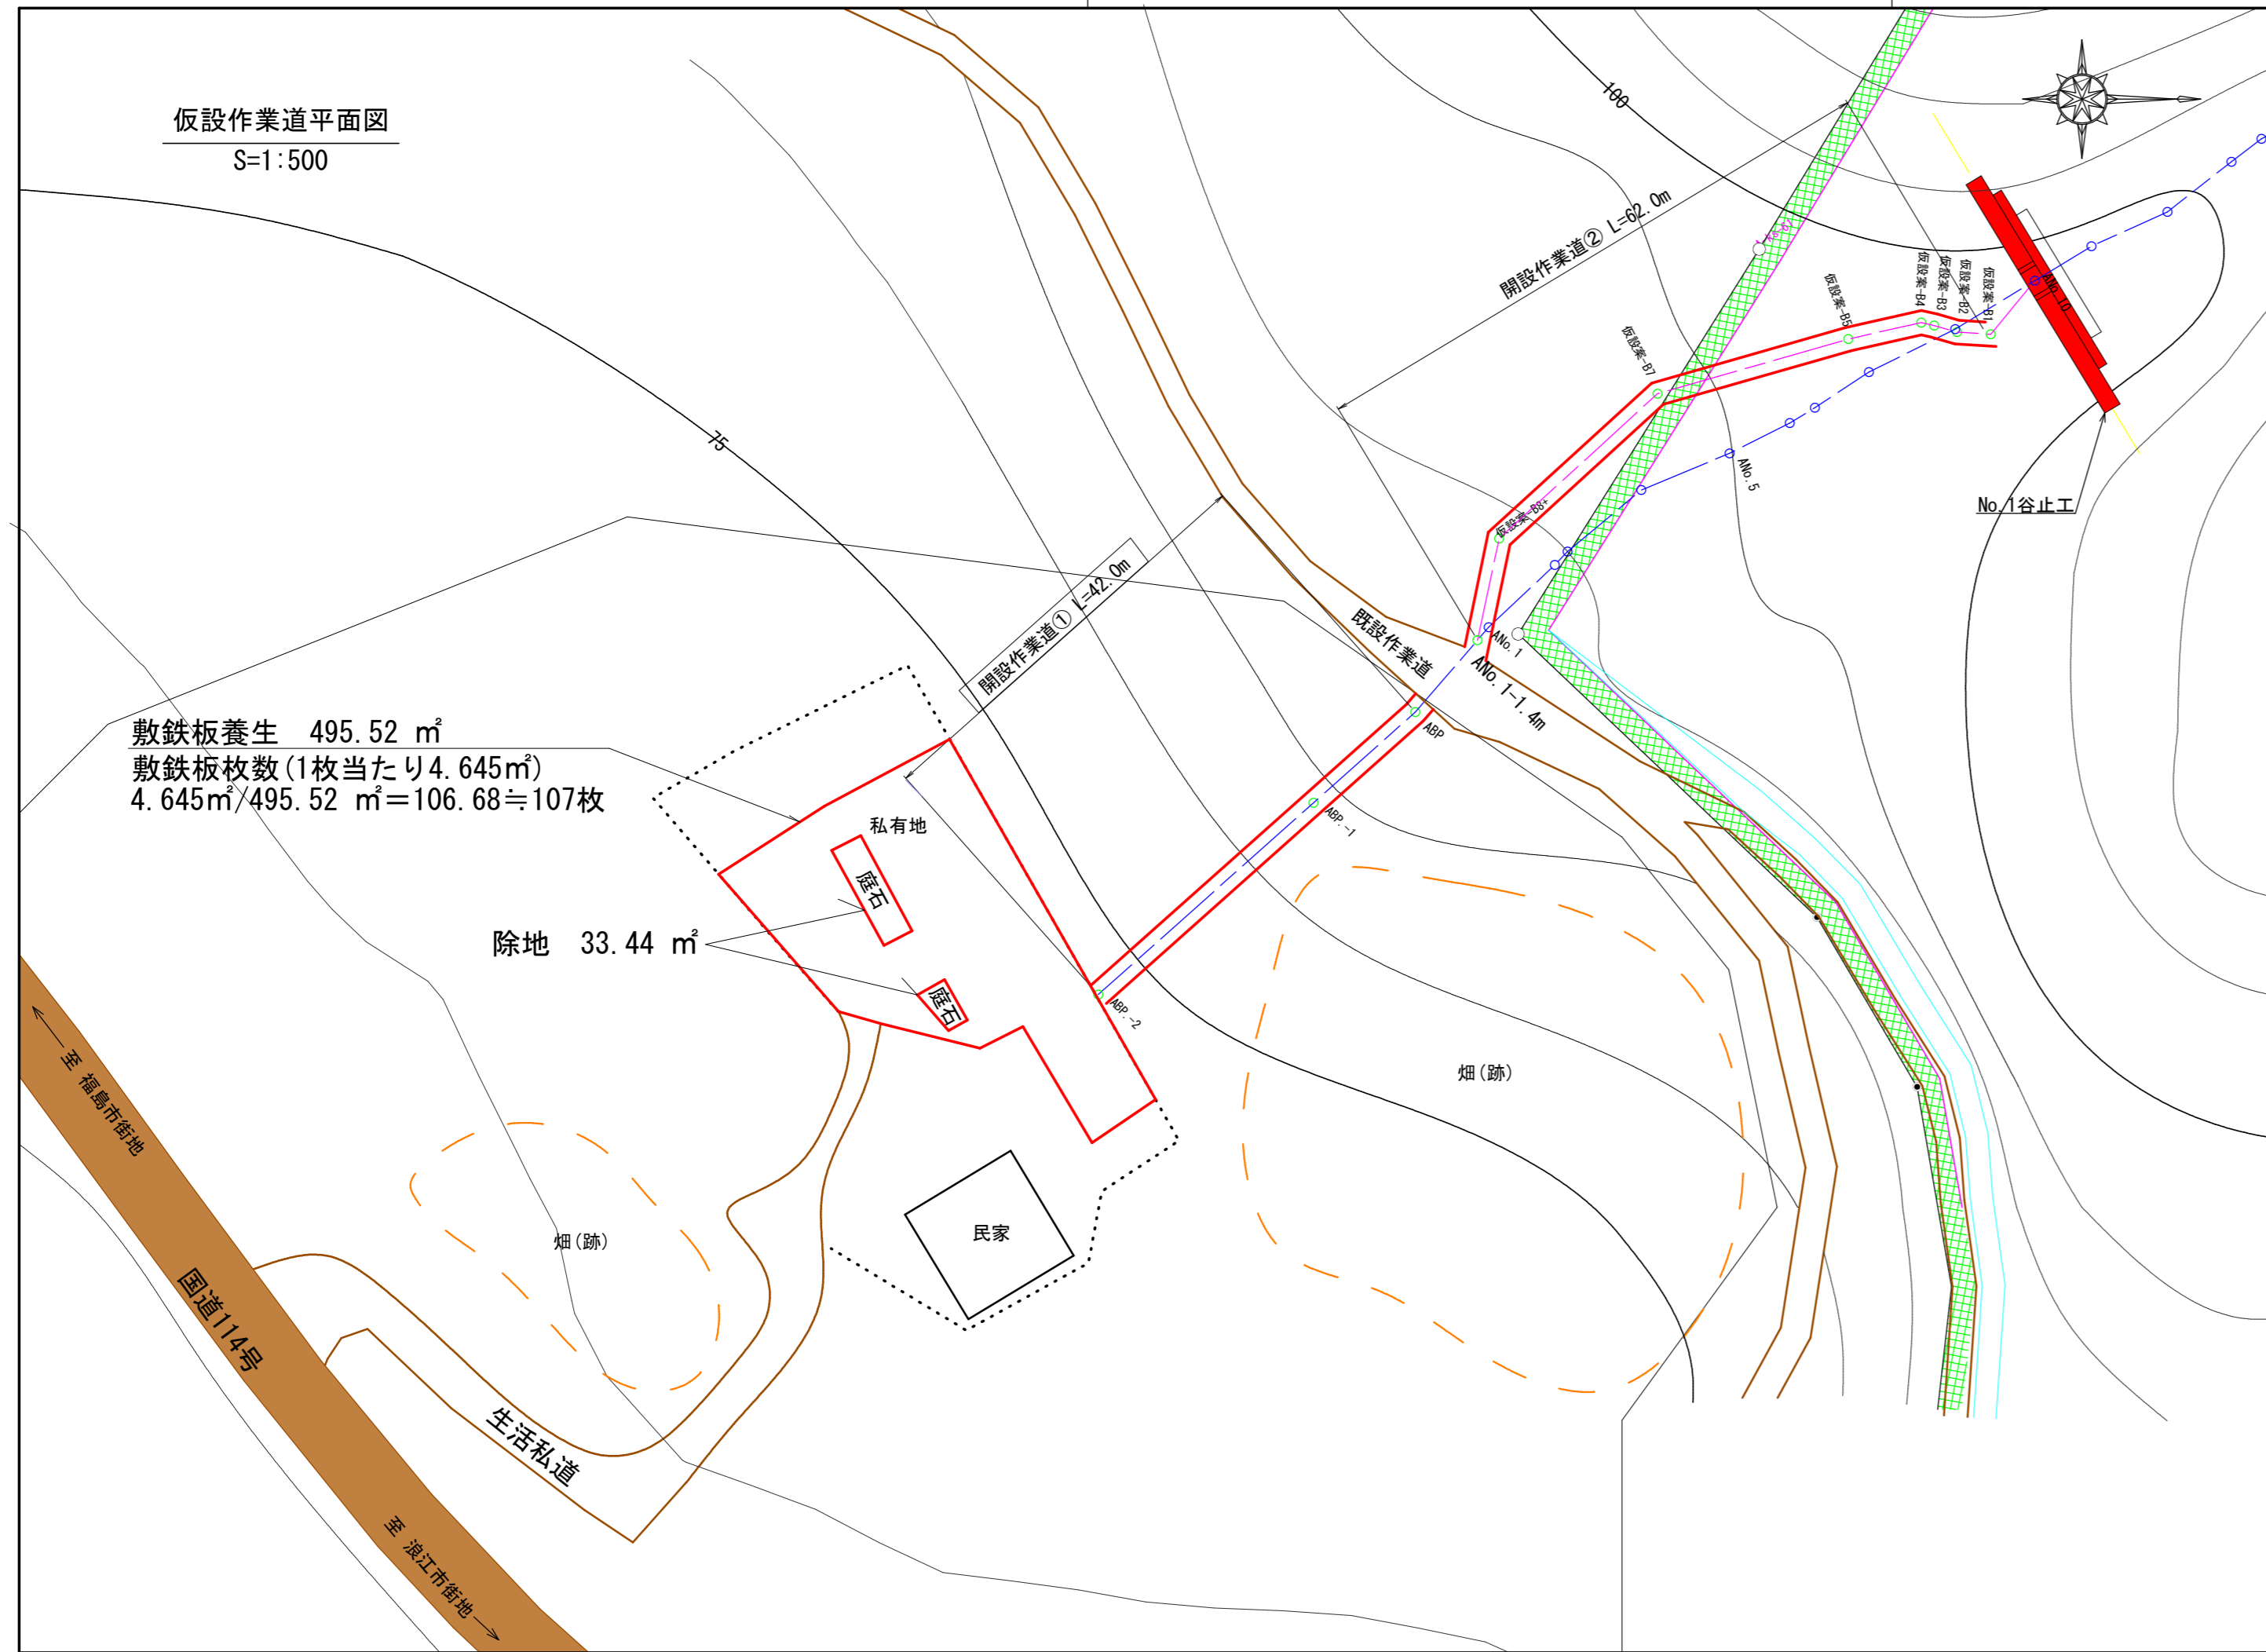 仮設作業道平面図
S=1:500
100
開設作業道② L=62.0m
仮設案-B1
仮設案-B2
仮設案-B3
仮設案-B4
仮設案-B5
仮設案-B7
仮設案-B8+
ANo.10
ANo.5
No.1谷止工
75
開設作業道① L=42.0m
既設作業道
ANo.1
ANo.1-1.4m
ABP
ABP.-1
ABP.-2
敷鉄板養生 495.52 ㎡
敷鉄板枚数(1枚当たり4.645㎡)
4.645㎡/495.52 ㎡=106.68≒107枚
私有地
庭石
庭石
除地 33.44 ㎡
畑(跡)
畑(跡)
民家
至 福島市街地
国道114号
生活私道
至 浪江市街地